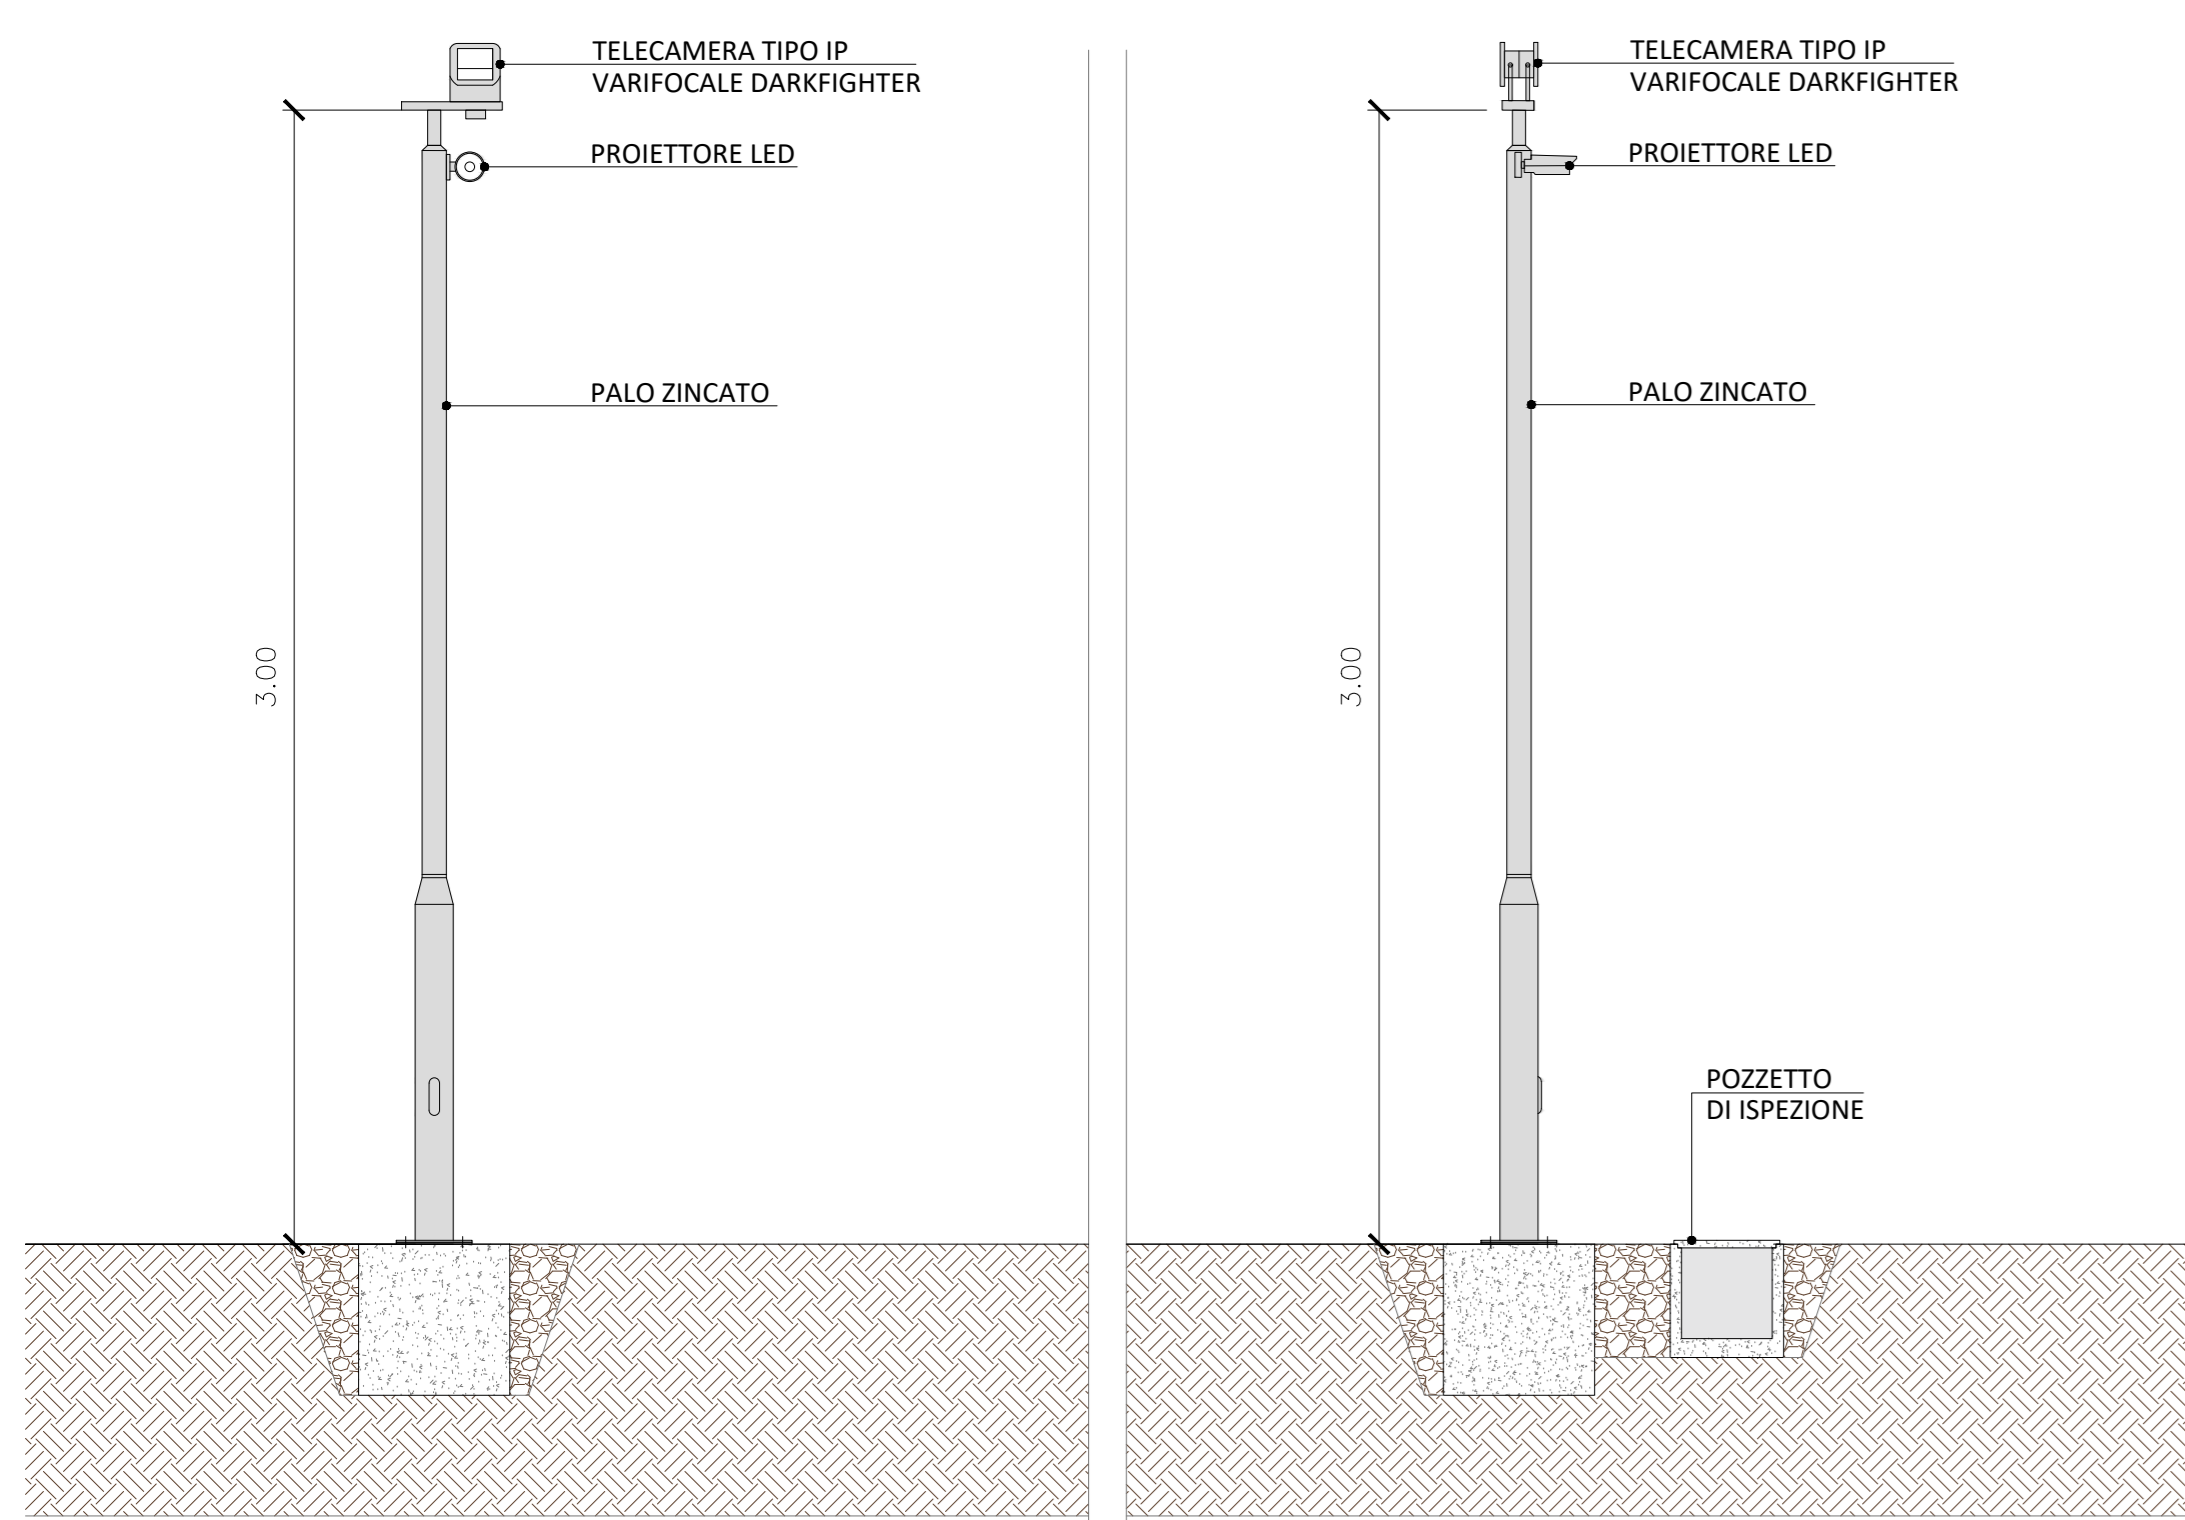 TELECAMERA TIPO IP
VARIFOCALE DARKFIGHTER
PROIETTORE LED
PALO ZINCATO
3.00
TELECAMERA TIPO IP
VARIFOCALE DARKFIGHTER
PROIETTORE LED
PALO ZINCATO
3.00
POZZETTO
DI ISPEZIONE